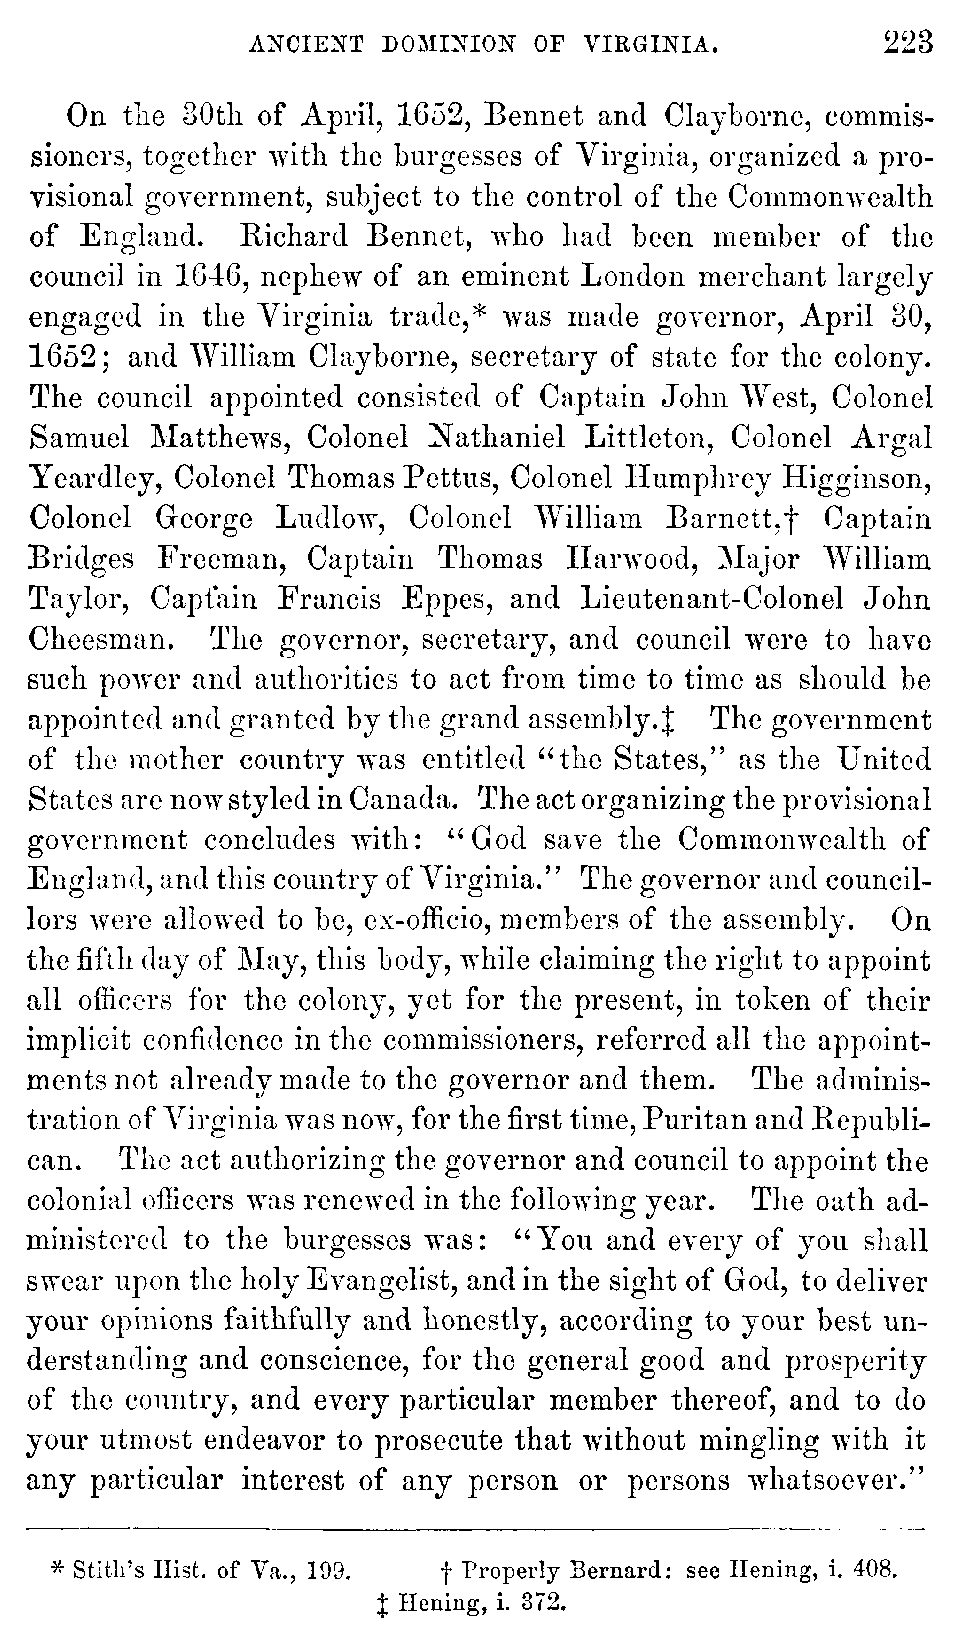 ANCIENT DOMINION OF VIRGINIA. 223
On the 30th of April, 1652, Bennet and Clayborne, commis-
sioners, together with the burgesses of Virginia, organized a pro-
visional government, subject to the control of the Commonwealth
of England. Richard Bennet, who had been member of the
council in 1646, nephew of an eminent London merchant largely
engaged in the Virginia trade,* was made governor, April 30,
1652; and William Clayborne, secretary of state for the colony.
The council appointed consisted of Captain John West, Colonel
Samuel Matthews, Colonel Nathaniel Littleton, Colonel Argal
Yeardley, Colonel Thomas Pettus, Colonel Humphrey Higginson,
Colonel George Ludlow, Colonel William Barnett,† Captain
Bridges Freeman, Captain Thomas Harwood, Major William
Taylor, Captain Francis Eppes, and Lieutenant-Colonel John
Cheesman. The governor, secretary, and council were to have
such power and authorities to act from time to time as should be
appointed and granted by the grand assembly.‡ The government
of the mother country was entitled “the States,” as the United
States are now styled in Canada. The act organizing the provisional
government concludes with: “God save the Commonwealth of
England, and this country of Virginia.” The governor and council-
lors were allowed to be, ex-officio, members of the assembly. On
the fifth day of May, this body, while claiming the right to appoint
all officers for the colony, yet for the present, in token of their
implicit confidence in the commissioners, referred all the appoint-
ments not already made to the governor and them. The adminis-
tration of Virginia was now, for the first time, Puritan and Republi-
can. The act authorizing the governor and council to appoint the
colonial officers was renewed in the following year. The oath ad-
ministered to the burgesses was: “You and every of you shall
swear upon the holy Evangelist, and in the sight of God, to deliver
your opinions faithfully and honestly, according to your best un-
derstanding and conscience, for the general good and prosperity
of the country, and every particular member thereof, and to do
your utmost endeavor to prosecute that without mingling with it
any particular interest of any person or persons whatsoever.”
* Stith’s Hist. of Va., 199. † Properly Bernard: see Hening, i. 408.
‡ Hening, i. 372.